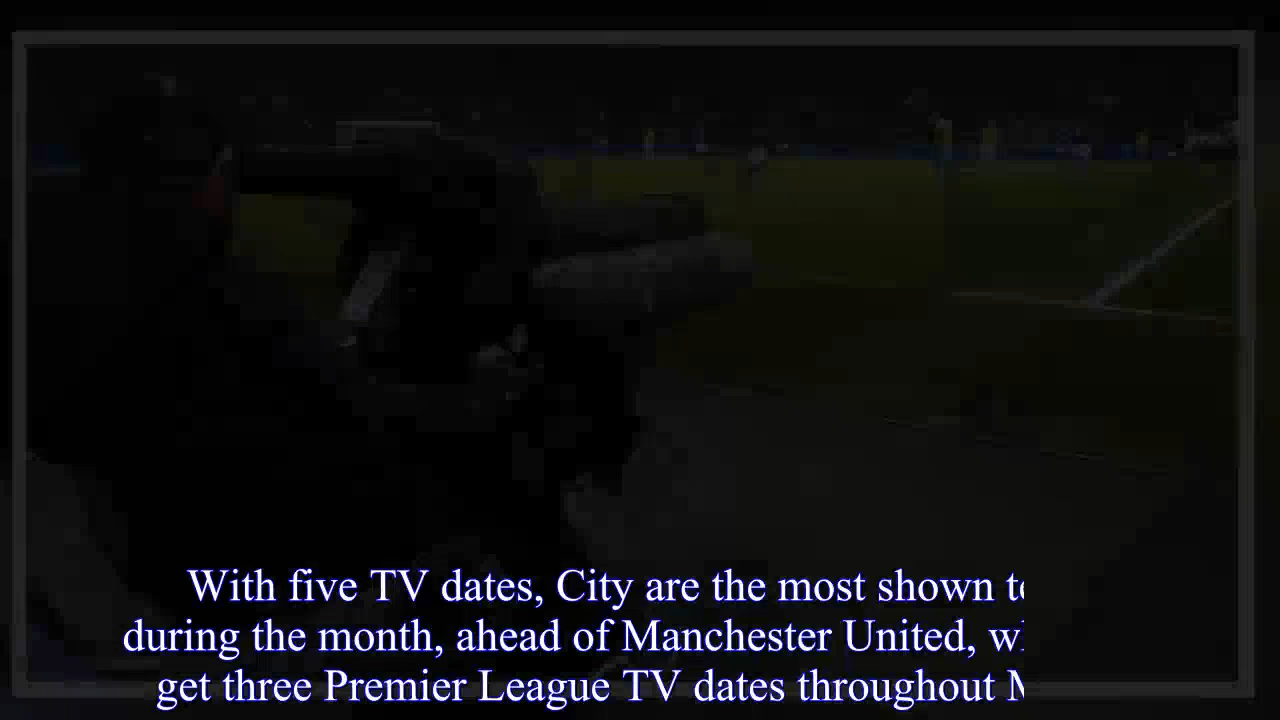 With five TV dates, City are the most shown
during the month, ahead of Manchester United,
get three Premier League TV dates throughout